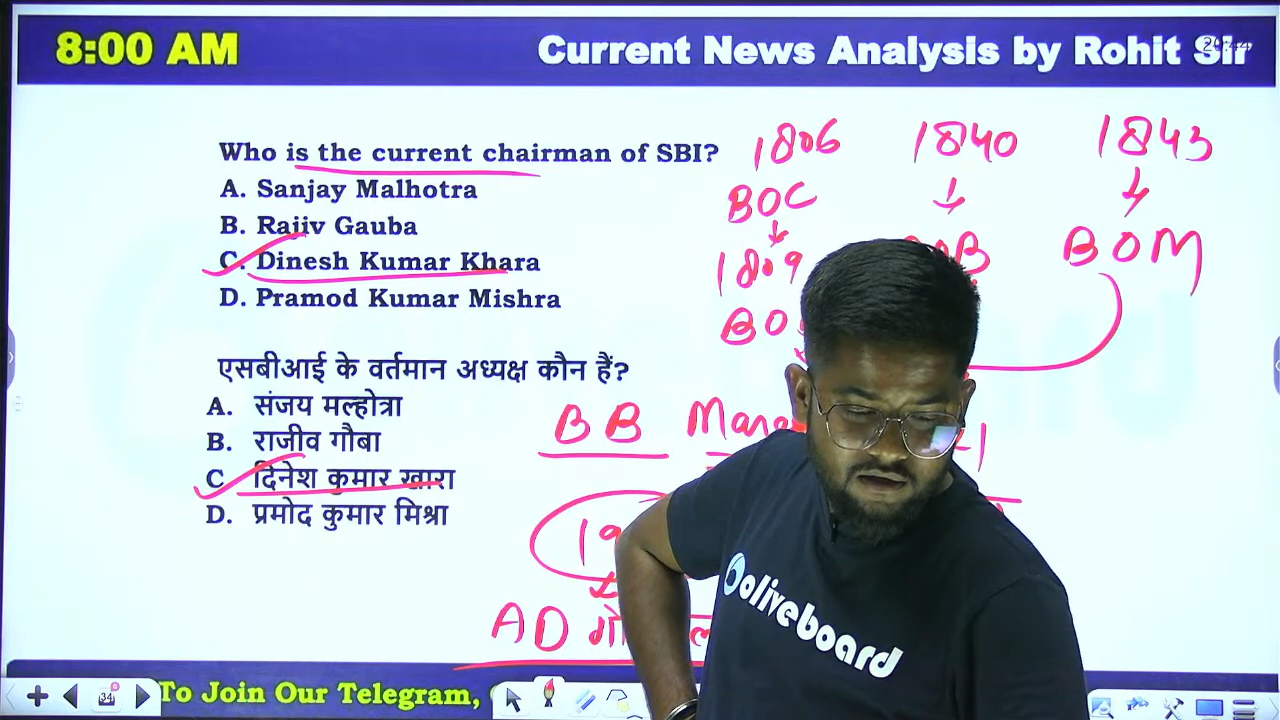 8:00 AM
Current News Analysis by Rohit Sir
Who is the current chairman of SBI?
A. Sanjay Malhotra
B. Rajiv Gauba
C. Dinesh Kumar Khara
D. Pramod Kumar Mishra
एसबीआई के वर्तमान अध्यक्ष कौन हैं?
A. संजय मल्होत्रा
B. राजीव गौबा
C दिनेश कुमार खारा
D. प्रमोद कुमार मिश्रा
1806
BOC
1809
1840
1843
BOM
BB
AD
oliveboard
34
To Join Our Telegram,